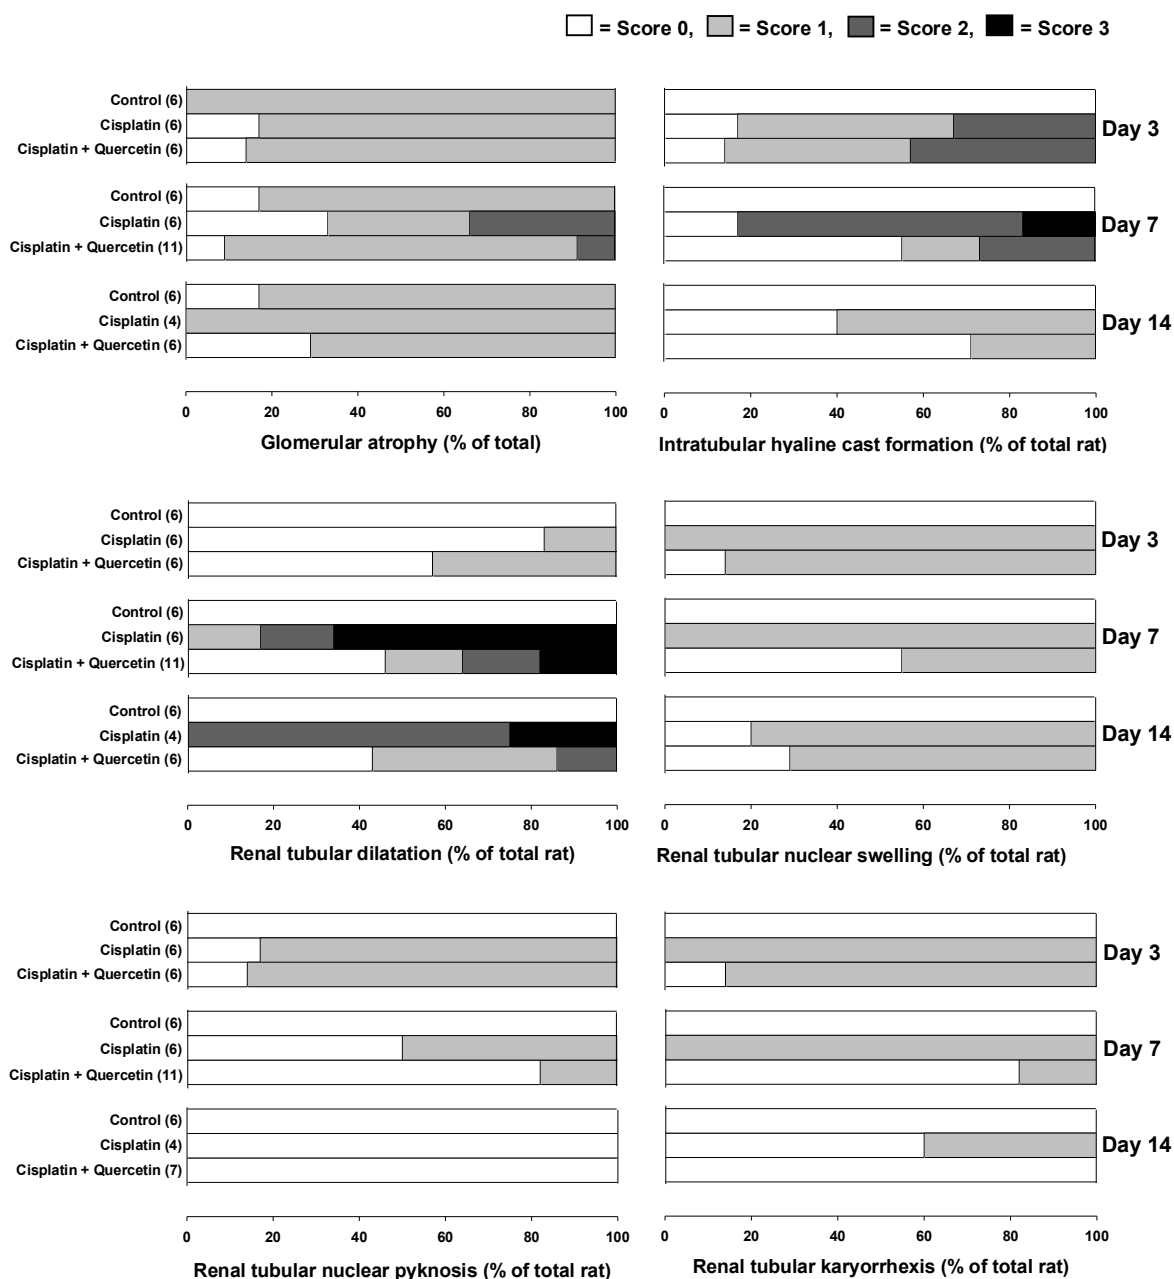 = Score 0, = Score 1, = Score 2, = Score 3
Control (6)
Cisplatin (6)
Cisplatin + Quercetin (6)
Day 3
Control (6)
Cisplatin (6)
Cisplatin + Quercetin (11)
Day 7
Control (6)
Cisplatin (4)
Cisplatin + Quercetin (6)
Day 14
0 20 40 60 80 100
0 20 40 60 80 100
Glomerular atrophy (% of total)
Intratubular hyaline cast formation (% of total rat)
Control (6)
Cisplatin (6)
Cisplatin + Quercetin (6)
Day 3
Control (6)
Cisplatin (6)
Cisplatin + Quercetin (11)
Day 7
Control (6)
Cisplatin (4)
Cisplatin + Quercetin (6)
Day 14
0 20 40 60 80 100
0 20 40 60 80 100
Renal tubular dilatation (% of total rat)
Renal tubular nuclear swelling (% of total rat)
Control (6)
Cisplatin (6)
Cisplatin + Quercetin (6)
Day 3
Control (6)
Cisplatin (6)
Cisplatin + Quercetin (11)
Day 7
Control (6)
Cisplatin (4)
Cisplatin + Quercetin (7)
Day 14
0 20 40 60 80 100
0 20 40 60 80 100
Renal tubular nuclear pyknosis (% of total rat)
Renal tubular karyorrhexis (% of total rat)